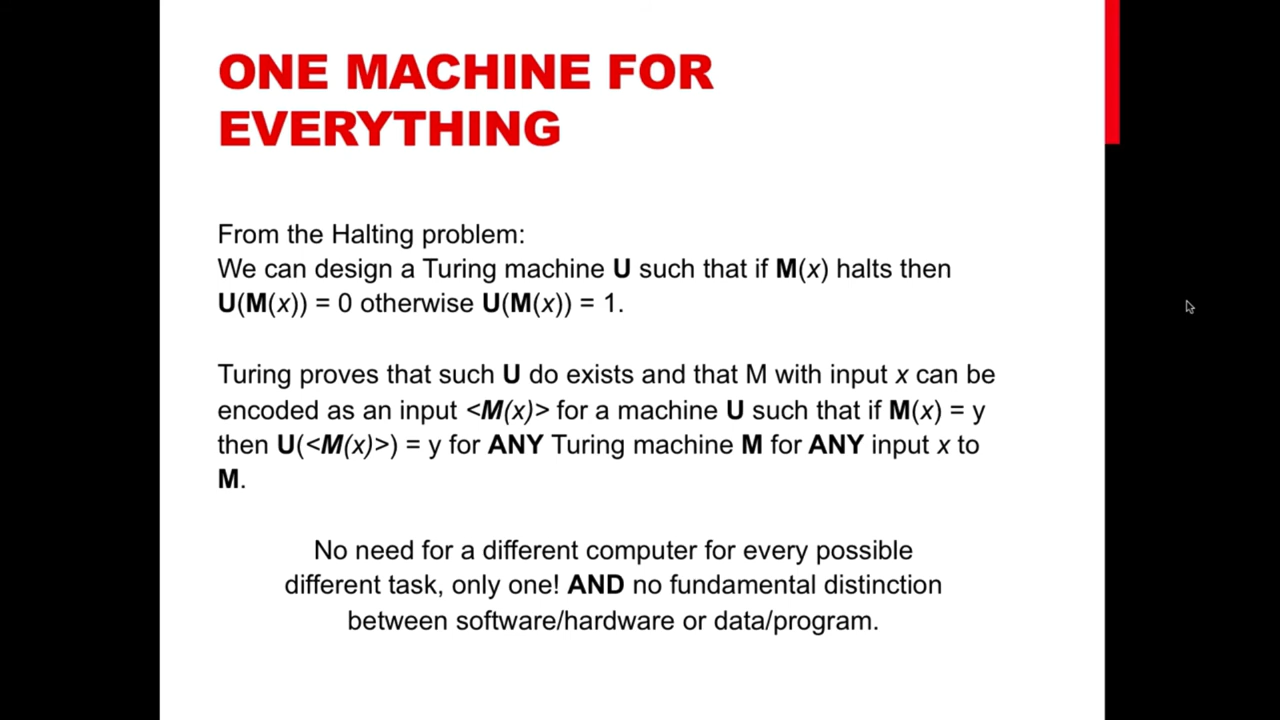 ONE MACHINE FOR
EVERYTHING
From the Halting problem:
We can design a Turing machine U such that if M(x) halts then
U(M(x)) = 0 otherwise U(M(x)) = 1.
Turing proves that such U do exists and that M with input x can be
encoded as an input <M(x)> for a machine U such that if M(x) = y
then U(<M(x)>) = y for ANY Turing machine M for ANY input x to
M.
No need for a different computer for every possible
different task, only one! AND no fundamental distinction
between software/hardware or data/program.